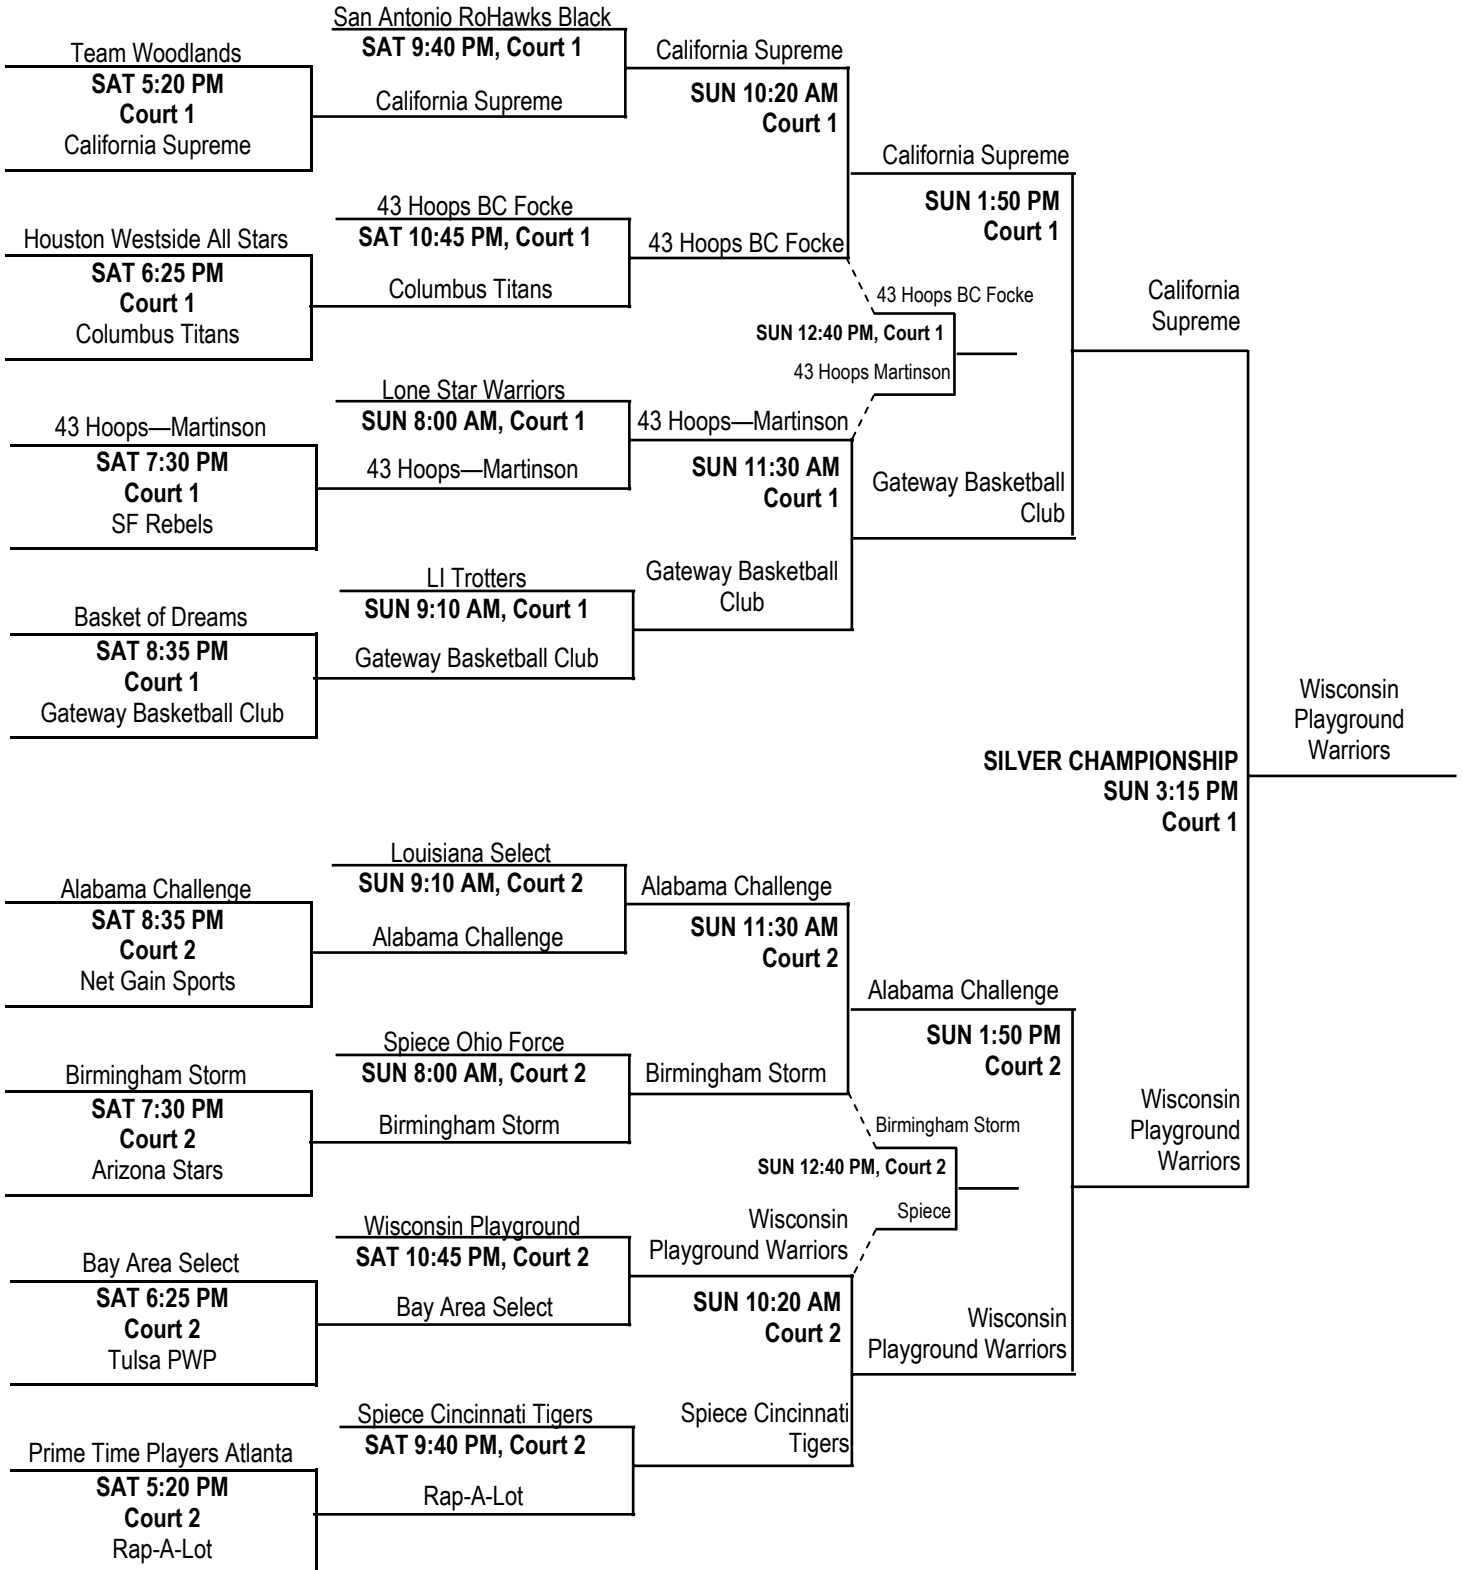 San Antonio RoHawks Black
Team Woodlands
SAT 9:40 PM, Court 1
California Supreme
SAT 5:20 PM
Court 1
California Supreme
California Supreme
SUN 10:20 AM
Court 1
California Supreme
43 Hoops BC Focke
SUN 1:50 PM
Court 1
Houston Westside All Stars
SAT 10:45 PM, Court 1
43 Hoops BC Focke
SAT 6:25 PM
Court 1
Columbus Titans
Columbus Titans
43 Hoops BC Focke
California
Supreme
SUN 12:40 PM, Court 1
43 Hoops Martinson
Lone Star Warriors
43 Hoops—Martinson
SUN 8:00 AM, Court 1
43 Hoops—Martinson
SAT 7:30 PM
Court 1
SF Rebels
43 Hoops—Martinson
SUN 11:30 AM
Court 1
Gateway Basketball
Club
LI Trotters
Gateway Basketball
Club
Basket of Dreams
SUN 9:10 AM, Court 1
SAT 8:35 PM
Court 1
Gateway Basketball Club
Gateway Basketball Club
Wisconsin
Playground
Warriors
SILVER CHAMPIONSHIP
SUN 3:15 PM
Court 1
Louisiana Select
Alabama Challenge
SUN 9:10 AM, Court 2
Alabama Challenge
SAT 8:35 PM
Court 2
Net Gain Sports
Alabama Challenge
SUN 11:30 AM
Court 2
Alabama Challenge
SUN 1:50 PM
Court 2
Spiece Ohio Force
Birmingham Storm
SUN 8:00 AM, Court 2
Birmingham Storm
SAT 7:30 PM
Court 2
Arizona Stars
Birmingham Storm
Birmingham Storm
Wisconsin
Playground
Warriors
SUN 12:40 PM, Court 2
Spiece
Wisconsin Playground
Wisconsin
Playground Warriors
Bay Area Select
SAT 10:45 PM, Court 2
SAT 6:25 PM
Court 2
Tulsa PWP
Bay Area Select
SUN 10:20 AM
Court 2
Wisconsin
Playground Warriors
Spiece Cincinnati Tigers
Spiece Cincinnati
Tigers
Prime Time Players Atlanta
SAT 9:40 PM, Court 2
SAT 5:20 PM
Court 2
Rap-A-Lot
Rap-A-Lot